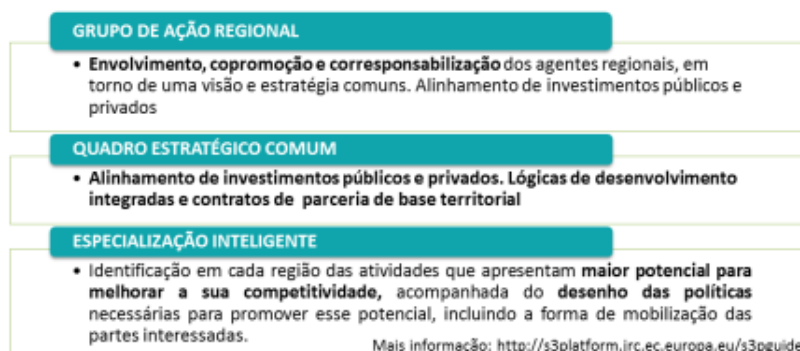 GRUPO DE AÇÃO REGIONAL
• Envolvimento, copromoção e corresponsabilização dos agentes regionais, em
torno de uma visão e estratégia comuns. Alinhamento de investimentos públicos e
privados
QUADRO ESTRATÉGICO COMUM
• Alinhamento de investimentos públicos e privados. Lógicas de desenvolvimento
integradas e contratos de parceria de base territorial
ESPECIALIZAÇÃO INTELIGENTE
• Identificação em cada região das atividades que apresentam maior potencial para
melhorar a sua competitividade, acompanhada do desenho das políticas
necessárias para promover esse potencial, incluindo a forma de mobilização das
partes interessadas.
Mais informação: http://s3platform.jrc.ec.europa.eu/s3pguide